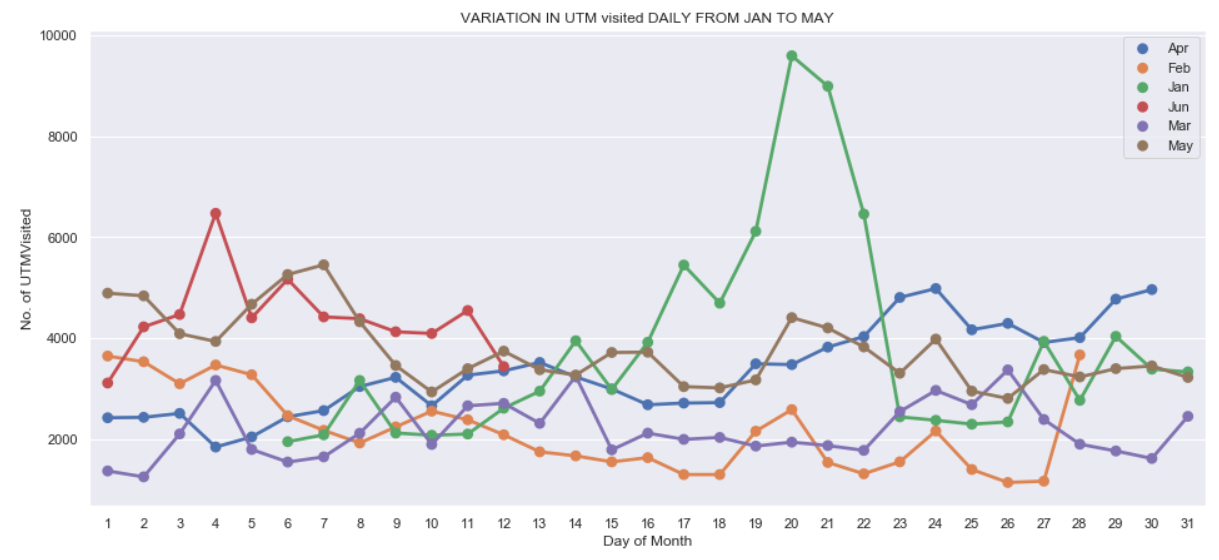 VARIATION IN UTM visited DAILY FROM JAN TO MAY
10000
8000
6000
4000
2000
No. of UTMVisited
Apr
Feb
Jan
Jun
Mar
May
1 2 3 4 5 6 7 8 9 10 11 12 13 14 15 16 17 18 19 20 21 22 23 24 25 26 27 28 29 30 31
Day of Month